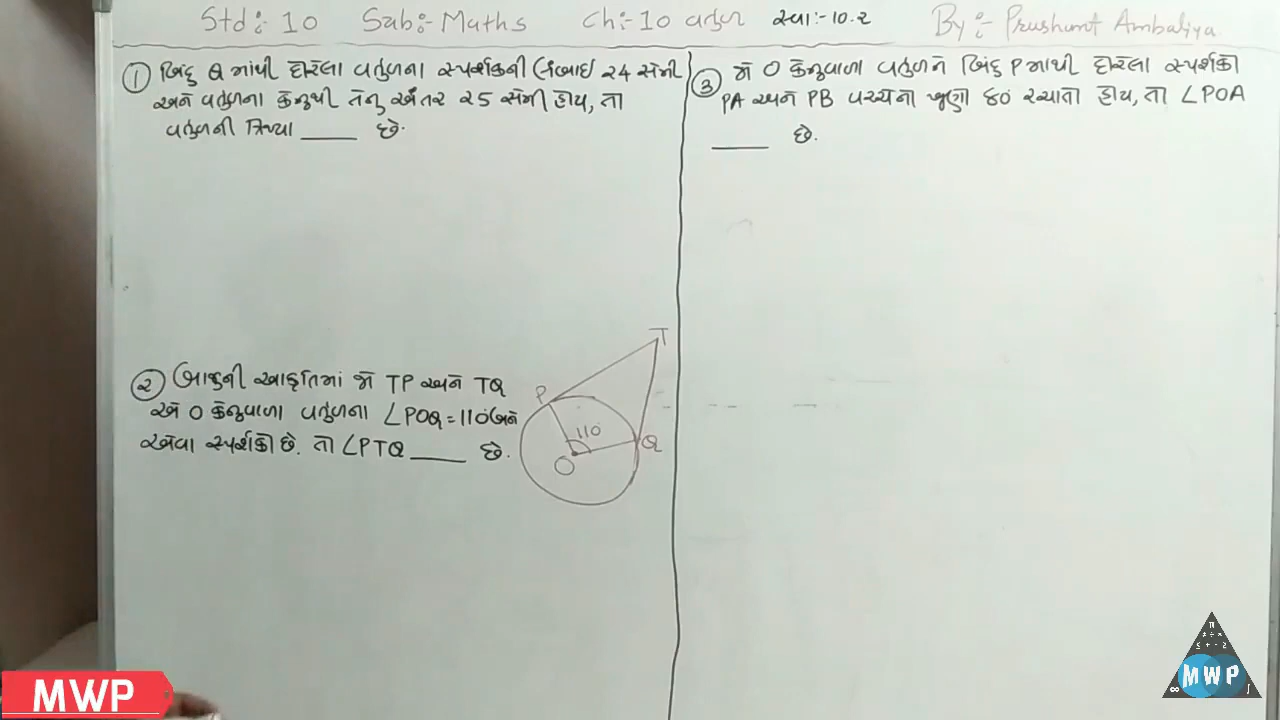 Std:- 10 Sab:- Maths Ch:- 10 વર્તુળ સ્વા:- 10.2 By:- Prushunt Ambaliya
① બિંદુ Q માંથી દોરેલા વર્તુળના સ્પર્શકની લંબાઇ 24 સેમી
અને વર્તુળના કેન્દ્રથી તેનુ અંતર 25 સેમી હોય, તો
વર્તુળની ત્રિજ્યા ____ છે.
② બાજુની આકૃતિમાં જો TP અને TQ
એ O કેન્દ્રવાળા વર્તુળના ∠POQ = 110 બને
એવા સ્પર્શકો છે. તો ∠PTQ ____ છે.
T
P
110
Q
O
③ જો O કેન્દ્રવાળા વર્તુળને બિંદુ P માથી દોરેલા સ્પર્શકો
PA અને PB વચ્ચેનો ખૂણો 80 રચાતો હોય, તો ∠POA
____ છે.
MWP
MWP